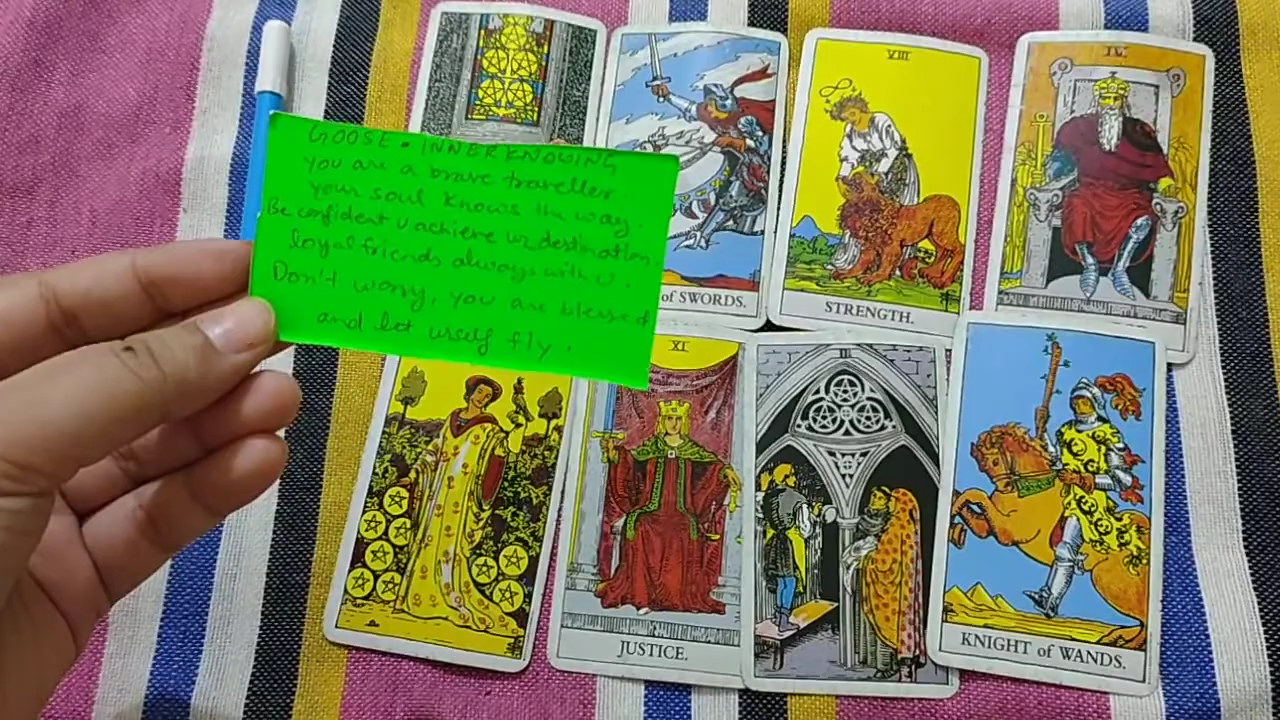 GOOSE - INNERKNOWING
You are a brave traveller
Your soul knows the way.
Be confident U achieve ur destination.
loyal friends always with U.
Don't worry, you are blessed
and let urself fly.
of SWORDS.
VIII
STRENGTH.
IV
XI
JUSTICE.
KNIGHT of WANDS.